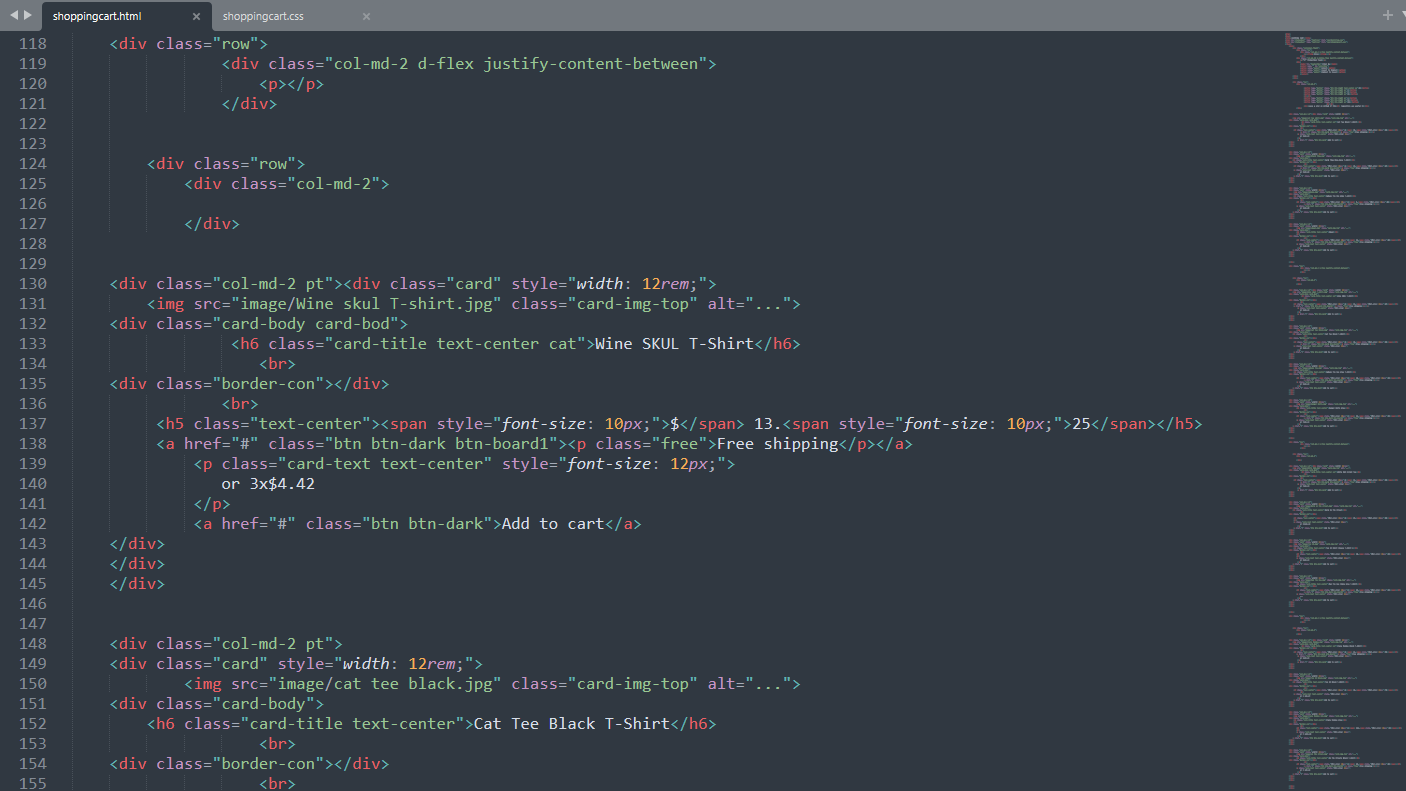 shoppingcart.html × shoppingcart.css ×
118 <div class="row">
119 <div class="col-md-2 d-flex justify-content-between">
120 <p></p>
121 </div>
122
123
124 <div class="row">
125 <div class="col-md-2">
126
127 </div>
128
129
130 <div class="col-md-2 pt"><div class="card" style="width: 12rem;">
131 <img src="image/Wine skul T-shirt.jpg" class="card-img-top" alt="...">
132 <div class="card-body card-bod">
133 <h6 class="card-title text-center cat">Wine SKUL T-Shirt</h6>
134 <br>
135 <div class="border-con"></div>
136 <br>
137 <h5 class="text-center"><span style="font-size: 10px;">$</span> 13.<span style="font-size: 10px;">25</span></h5>
138 <a href="#" class="btn btn-dark btn-board1"><p class="free">Free shipping</p></a>
139 <p class="card-text text-center" style="font-size: 12px;">
140 or 3x$4.42
141 </p>
142 <a href="#" class="btn btn-dark">Add to cart</a>
143 </div>
144 </div>
145 </div>
146
147
148 <div class="col-md-2 pt">
149 <div class="card" style="width: 12rem;">
150 <img src="image/cat tee black.jpg" class="card-img-top" alt="...">
151 <div class="card-body">
152 <h6 class="card-title text-center">Cat Tee Black T-Shirt</h6>
153 <br>
154 <div class="border-con"></div>
155 <br>